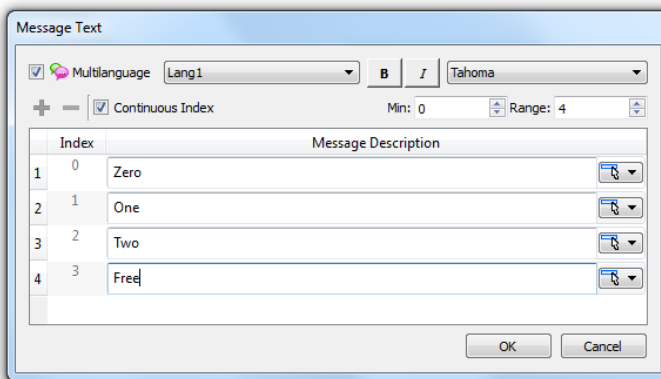 Message Text
Multilanguage Lang1 B I Tahoma
Continuous Index Min: 0 Range: 4
Index Message Description
1 0 Zero
2 1 One
3 2 Two
4 3 Free
OK Cancel